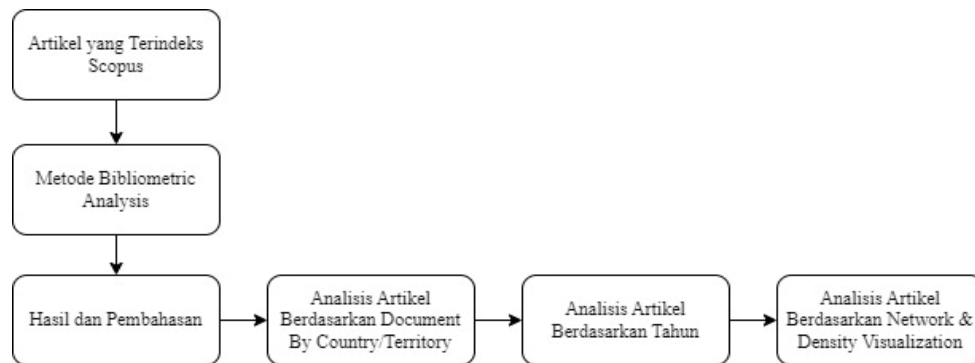 Artikel yang Terindeks
Scopus
Metode Bibliometric
Analysis
Hasil dan Pembahasan
Analisis Artikel
Berdasarkan Document
By Country/Territory
Analisis Artikel
Berdasarkan Tahun
Analisis Artikel
Berdasarkan Network &
Density Visualization